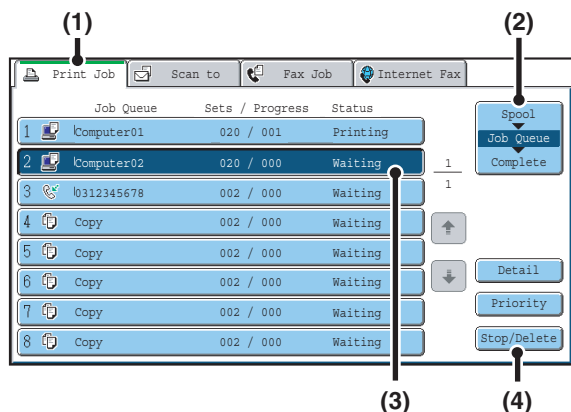 (1) (2)
Print Job Scan to Fax Job Internet Fax
Job Queue Sets / Progress Status
Spool
Job Queue
Complete
1 Computer01 020 / 001 Printing
2 Computer02 020 / 000 Waiting
3 0312345678 002 / 000 Waiting
4 Copy 002 / 000 Waiting
5 Copy 002 / 000 Waiting
6 Copy 002 / 000 Waiting
7 Copy 002 / 000 Waiting
8 Copy 002 / 000 Waiting
1
1
Detail
Priority
Stop/Delete
(3) (4)